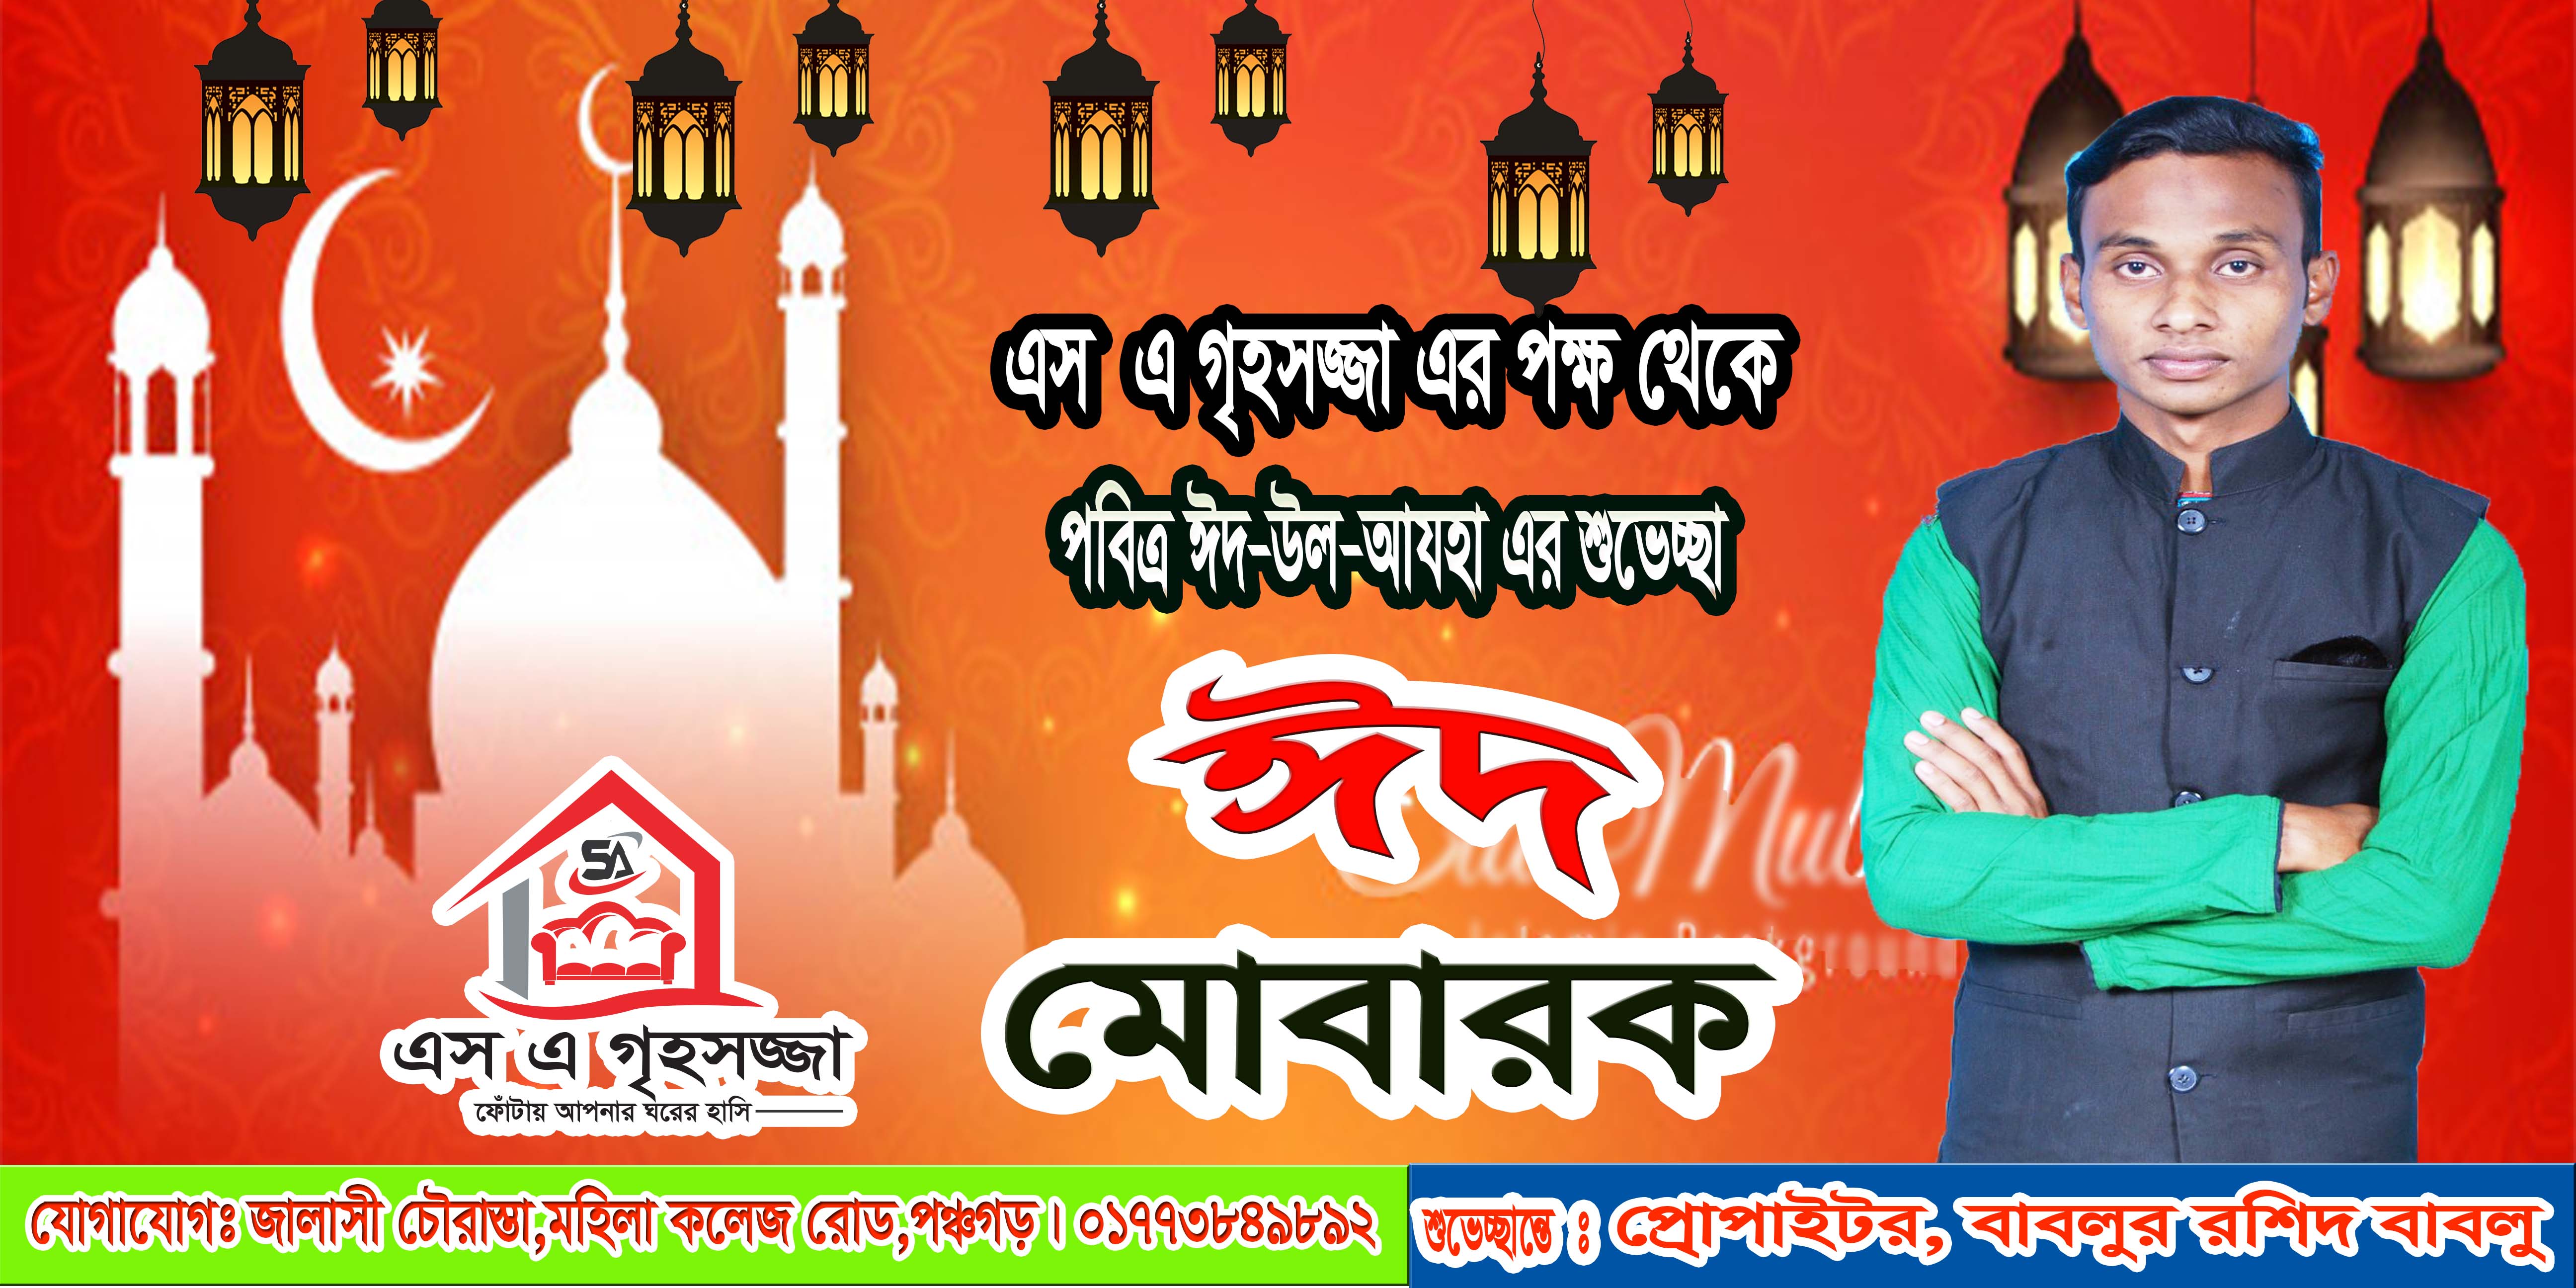 এস এ গৃহসজ্জা এর পক্ষ থেকে
পবিত্র ঈদ-উল-আযহা এর শুভেচ্ছা
ঈদ
মোবারক
SA
এস এ গৃহসজ্জা
ফোঁটায় আপনার ঘরের হাসি
যোগাযোগঃ জালাসী চৌরাস্তা,মহিলা কলেজ রোড,পঞ্চগড়। ০১৭৭৩৮৪৯৮৯২
শুভেচ্ছান্তে ঃ প্রোপাইটর, বাবলুর রশিদ বাবলু